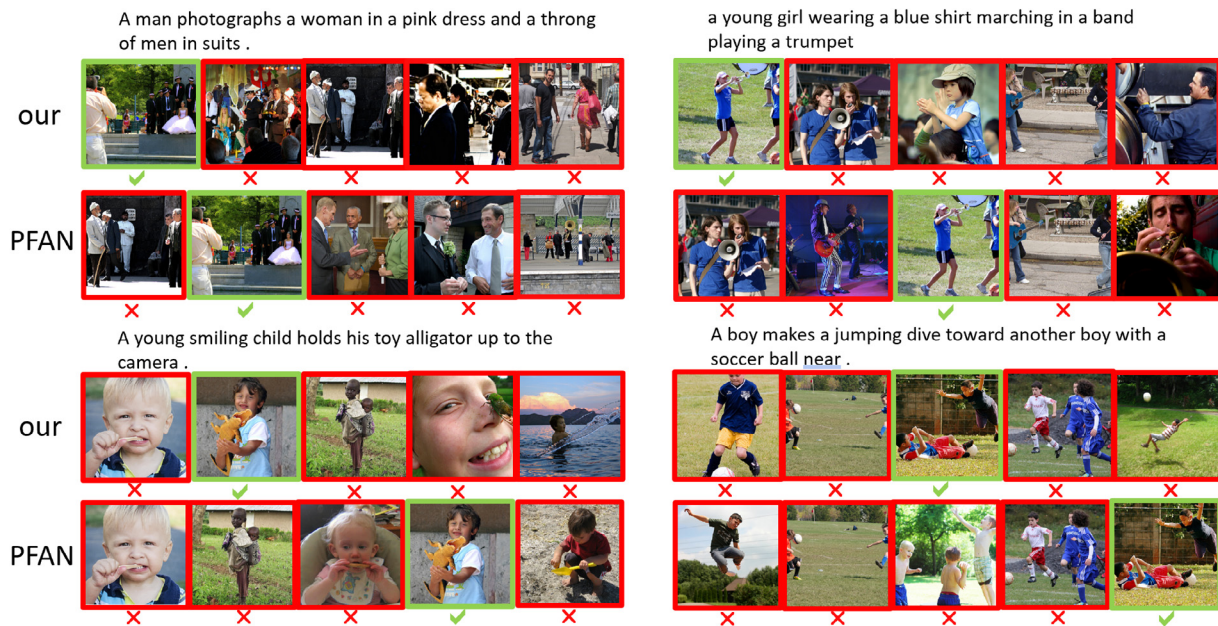 A man photographs a woman in a pink dress and a throng
of men in suits .
our
PFAN
a young girl wearing a blue shirt marching in a band
playing a trumpet
A young smiling child holds his toy alligator up to the
camera .
our
PFAN
A boy makes a jumping dive toward another boy with a
soccer ball near .